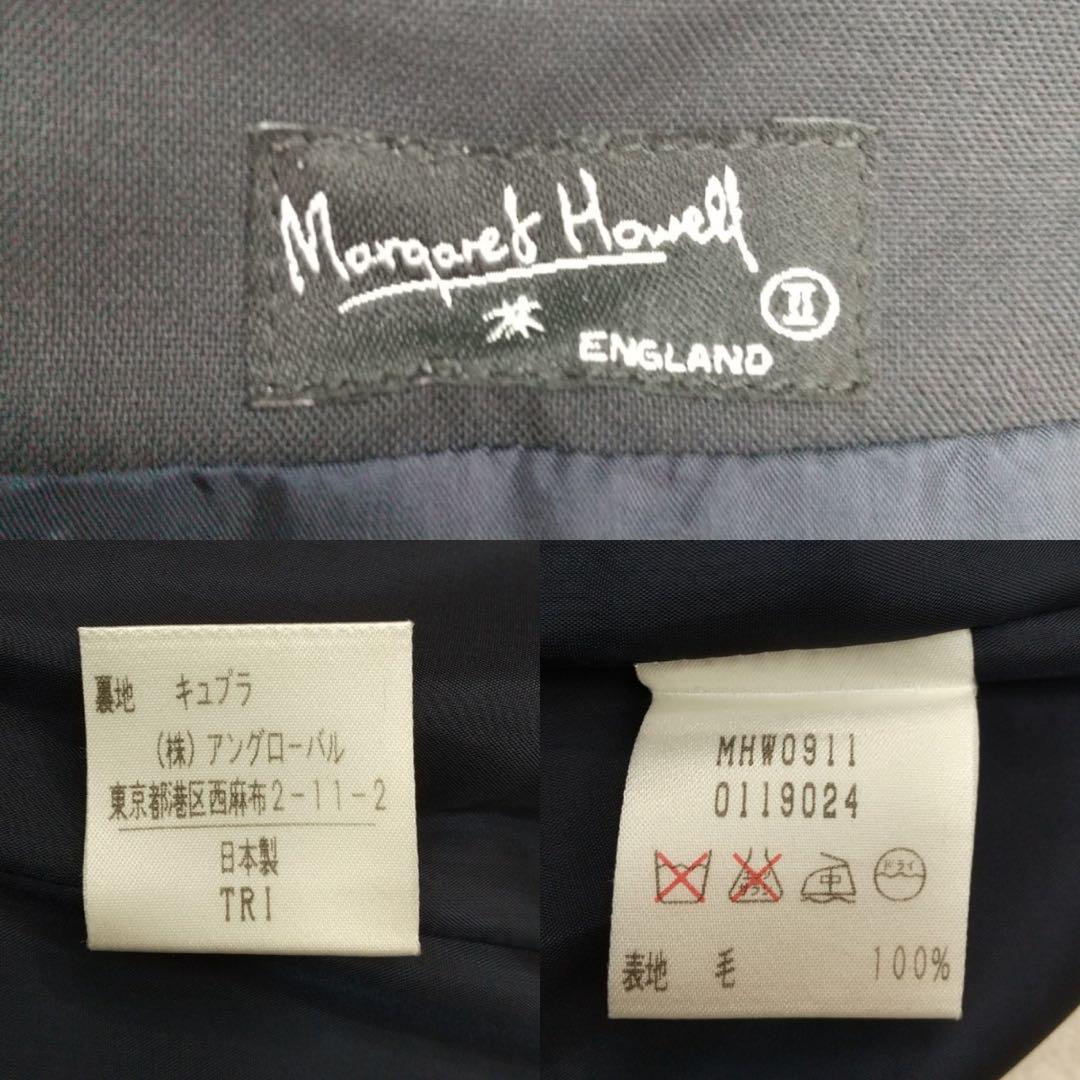 Margaret Howell
II
ENGLAND
裏地 キュプラ
(株)アングローバル
東京都港区西麻布2-11-2
日本製
TRI
MHW0911
0119024
中 ドライ
表地 毛 100%